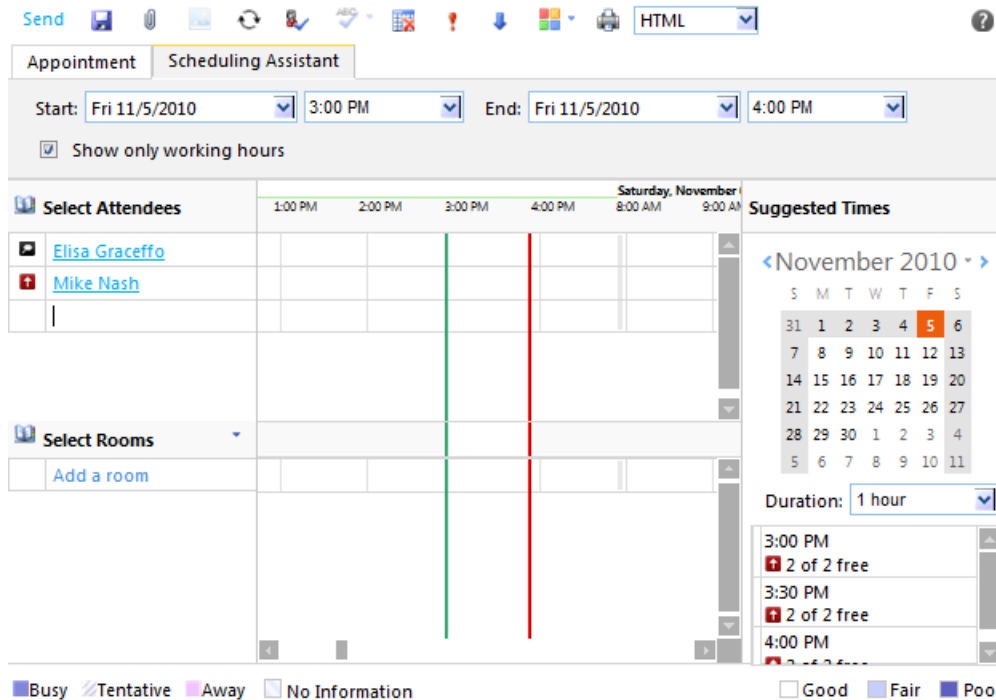 Send HTML
Appointment Scheduling Assistant
Start: Fri 11/5/2010 3:00 PM End: Fri 11/5/2010 4:00 PM
Show only working hours
Saturday, November
Select Attendees 1:00 PM 2:00 PM 3:00 PM 4:00 PM 8:00 AM 9:00 AM Suggested Times
Elisa Graceffo
Mike Nash
November 2010
S M T W T F S
31 1 2 3 4 5 6
7 8 9 10 11 12 13
14 15 16 17 18 19 20
21 22 23 24 25 26 27
28 29 30 1 2 3 4
5 6 7 8 9 10 11
Select Rooms
Add a room
Duration: 1 hour
3:00 PM
2 of 2 free
3:30 PM
2 of 2 free
4:00 PM
Busy Tentative Away No Information Good Fair Poo